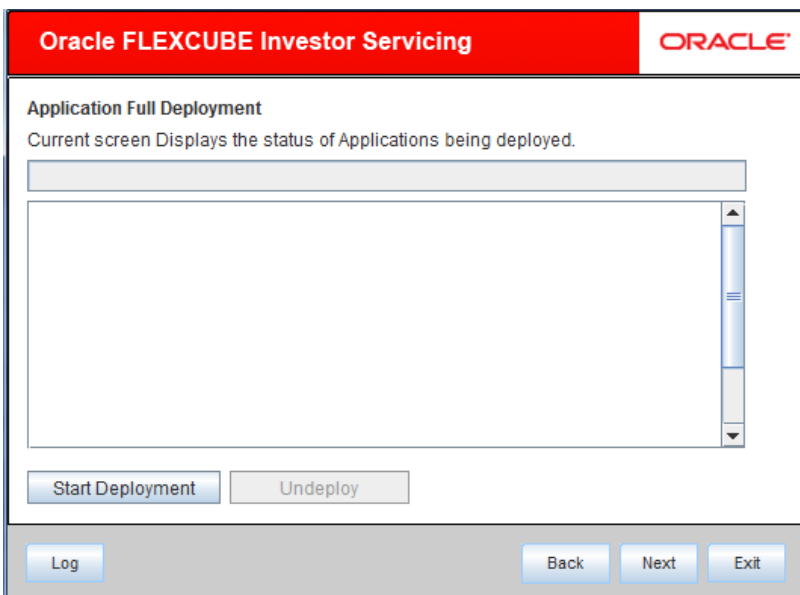 Oracle FLEXCUBE Investor Servicing
ORACLE
Application Full Deployment
Current screen Displays the status of Applications being deployed.
Start Deployment
Undeploy
Log
Back
Next
Exit